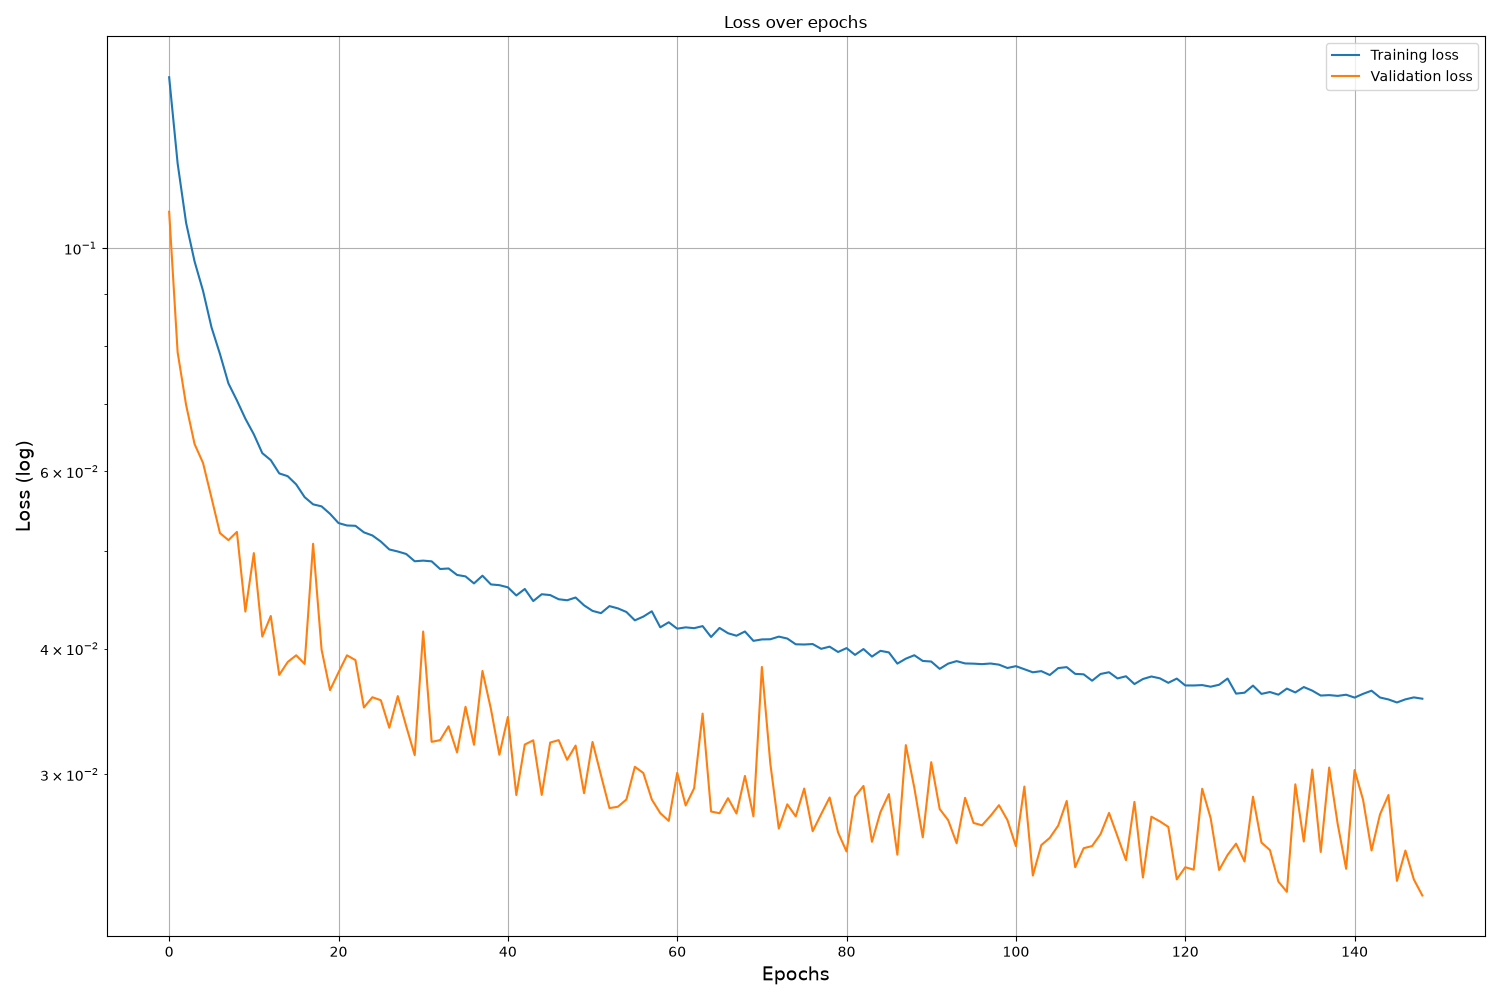 Loss over epochs
Training loss
Validation loss
10⁻¹
6 × 10⁻²
4 × 10⁻²
3 × 10⁻²
Loss (log)
0 20 40 60 80 100 120 140
Epochs